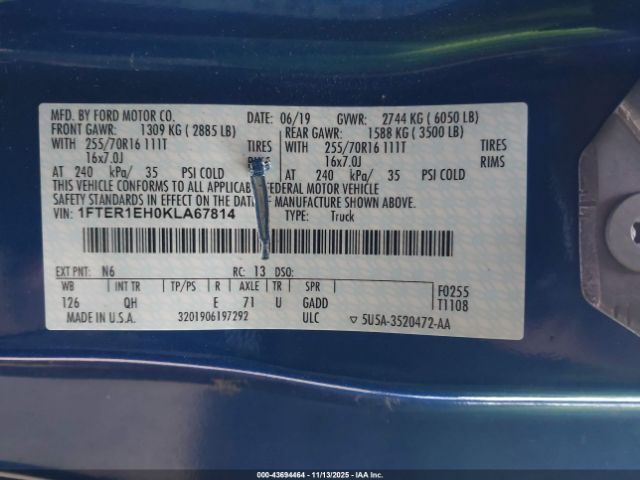 MFD. BY FORD MOTOR CO. DATE: 06/19 GVWR: 2744 KG ( 6050 LB)
FRONT GAWR: 1309 KG ( 2885 LB) REAR GAWR: 1588 KG ( 3500 LB)
WITH 255/70R16 111T TIRES WITH 255/70R16 111T TIRES
16x7.0J RIMS 16x7.0J RIMS
AT 240 kPa/ 35 PSI COLD AT 240 kPa/ 35 PSI COLD
THIS VEHICLE CONFORMS TO ALL APPLICABLE FEDERAL MOTOR VEHICLE
SAFETY STANDARDS IN EFFECT ON THE DATE OF MANUFACTURE SHOWN ABOVE.
VIN: 1FTER1EH0KLA67814 TYPE: Truck
EXT PNT: N6 RC: 13 DSO:
WB INT TR TP/PS R AXLE TR SPR F0255
126 QH E 71 U GADD T1108
MADE IN U.S.A. 3201906197292 ULC ▽ 5U5A-3520472-AA
000-43694464 - 11/13/2025 - IAA Inc.